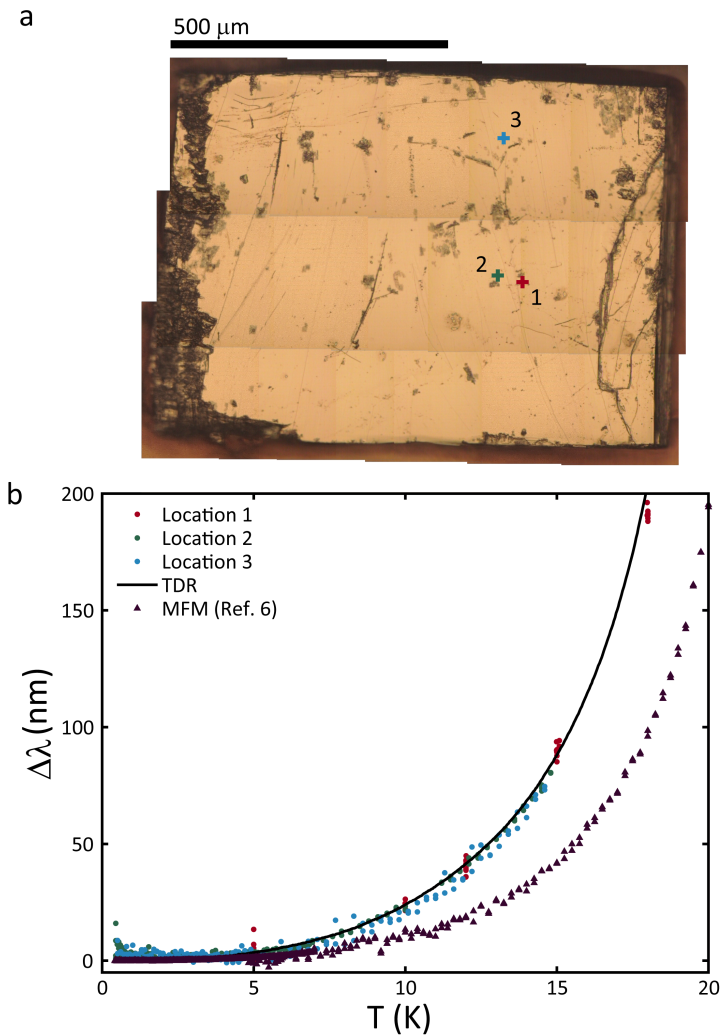 a
500 μm
3
2
1
b
200
150
100
50
0
Δλ (nm)
Location 1
Location 2
Location 3
TDR
MFM (Ref. 6)
0
5
10
15
20
T (K)